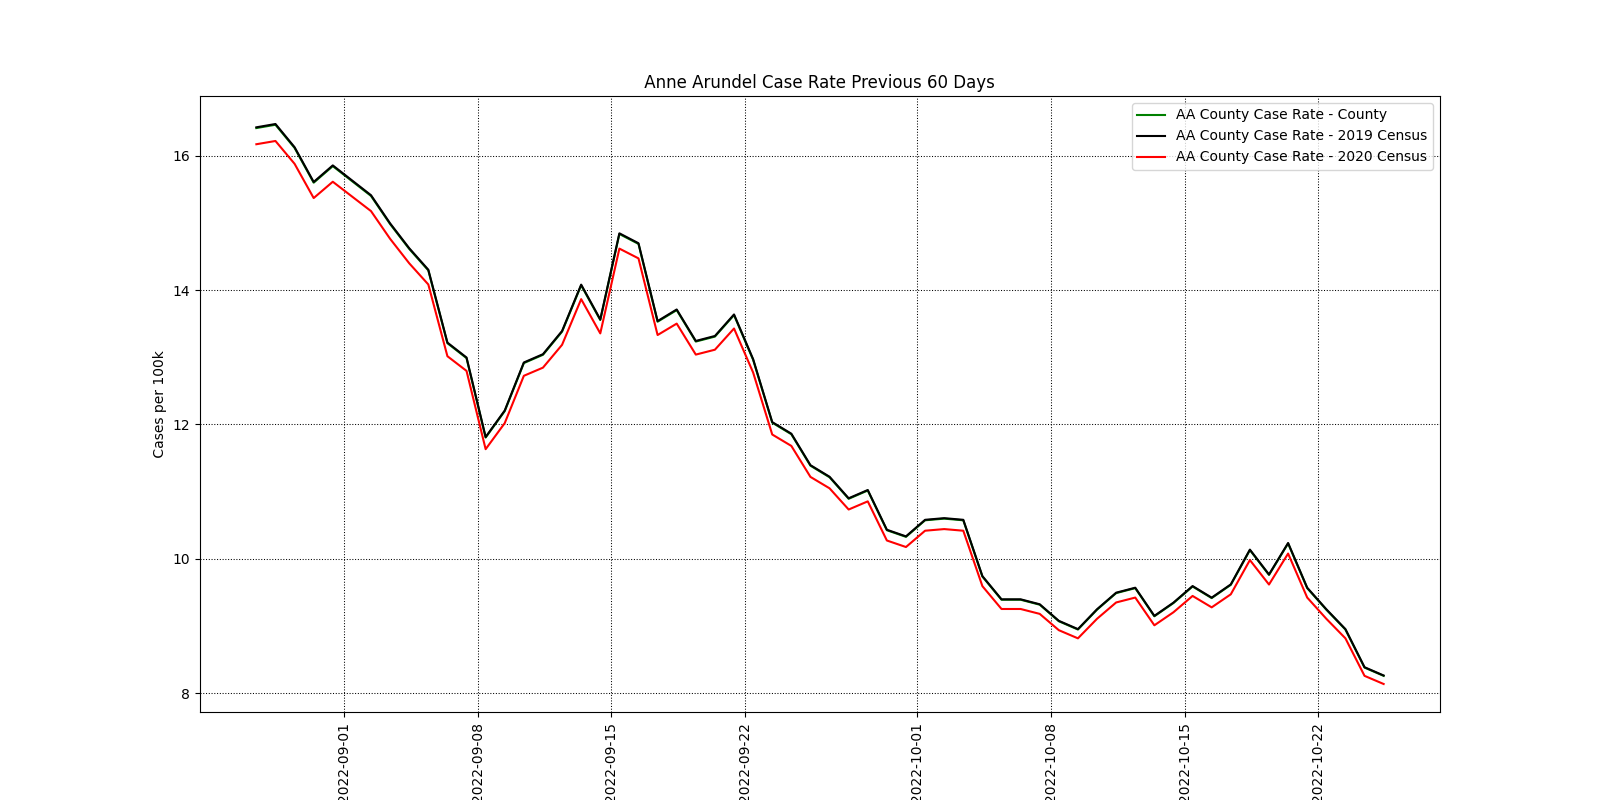 Anne Arundel Case Rate Previous 60 Days
AA County Case Rate - County
AA County Case Rate - 2019 Census
AA County Case Rate - 2020 Census
Cases per 100k
16
14
12
10
8
2022-09-01
2022-09-08
2022-09-15
2022-09-22
2022-10-01
2022-10-08
2022-10-15
2022-10-22